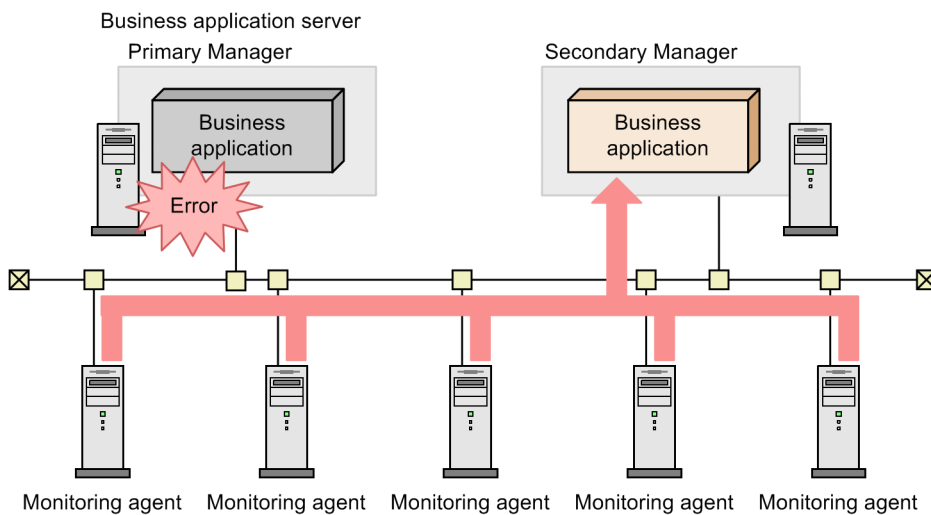 Business application server
Primary Manager
Secondary Manager
Business
application
Business
application
Error
Monitoring agent
Monitoring agent
Monitoring agent
Monitoring agent
Monitoring agent